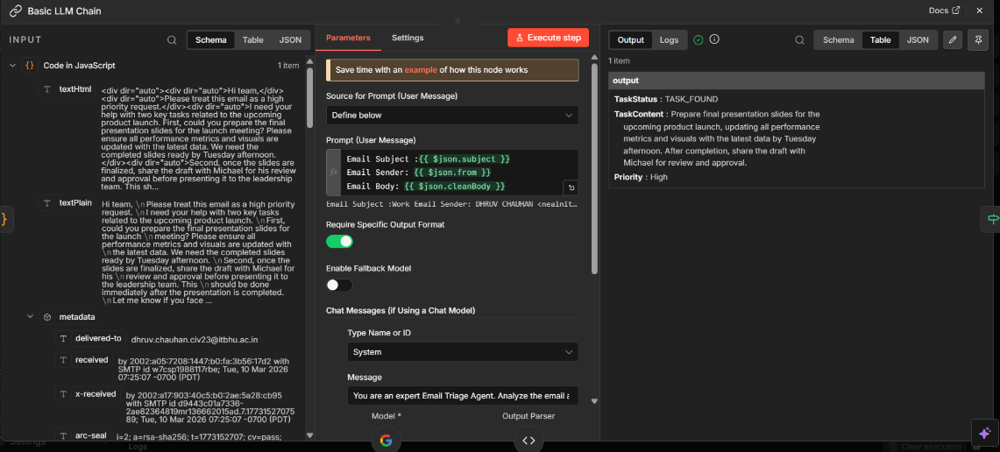 Basic LLM Chain
Docs
INPUT
Schema
Table
JSON
Code in JavaScript
1 item
textHtml
<div dir="auto"><div dir="auto">Hi team,</div>
<div dir="auto">Please treat this email as a high
priority request.</div><div dir="auto">I need your
help with two key tasks related to the upcoming
product launch. First, could you prepare the final
presentation slides for the launch meeting? Please
ensure all performance metrics and visuals are
updated with the latest data. We need the
completed slides ready by Tuesday afternoon.
</div><div dir="auto">Second, once the slides are
finalized, share the draft with Michael for his review
and approval before presenting it to the leadership
team. This sh...
textPlain
Hi team, \n Please treat this email as a high priority
request. \n I need your help with two key tasks
related to the upcoming product launch. \n First,
could you prepare the final presentation slides for
the launch \n meeting? Please ensure all
performance metrics and visuals are updated with
\n the latest data. We need the completed slides
ready by Tuesday afternoon. \n Second, once the
slides are finalized, share the draft with Michael for
his \n review and approval before presenting it to
the leadership team. This \n should be done
immediately after the presentation is completed.
\n Let me know if you face ...
metadata
delivered-to
dhruv.chauhan.civ23@itbhu.ac.in
received
by 2002:a05:7208:1447:b0:fa:3b56:17d2 with
SMTP id w7csp1988117rbe; Tue, 10 Mar 2026
07:25:07 -0700 (PDT)
x-received
by 2002:a17:903:40c5:b0:2ae:5a28:cb95
with SMTP id d9443c01a7336-
2ae82364819mr136662015ad.7.17731527075
89; Tue, 10 Mar 2026 07:25:07 -0700 (PDT)
arc-seal
i=2; a=rsa-sha256; t=1773152707; cv=pass;
Settings
Logs
Parameters
Settings
Execute step
Save time with an example of how this node works
Source for Prompt (User Message)
Define below
Prompt (User Message)
fx
Email Subject :{{ $json.subject }}
Email Sender: {{ $json.from }}
Email Body: {{ $json.cleanBody }}
Email Subject :Work Email Sender: DHRUV CHAUHAN <nealnit…
Require Specific Output Format
Enable Fallback Model
Chat Messages (if Using a Chat Model)
Type Name or ID
System
Message
You are an expert Email Triage Agent. Analyze the email a
Model *
Output Parser
Output
Logs
Schema
Table
JSON
1 item
output
TaskStatus : TASK_FOUND
TaskContent : Prepare final presentation slides for the
upcoming product launch, updating all performance
metrics and visuals with the latest data by Tuesday
afternoon. After completion, share the draft with
Michael for review and approval.
Priority : High
Clear execution